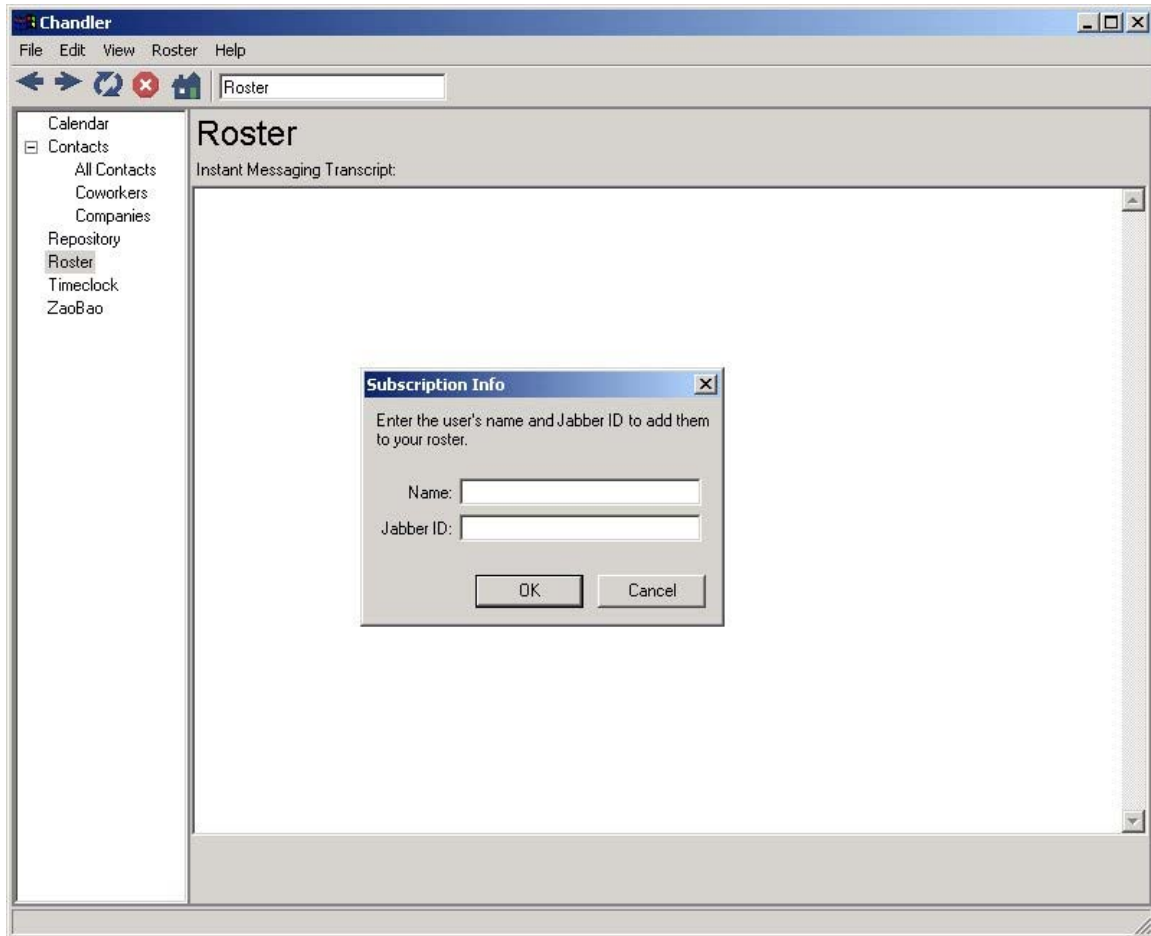 Chandler
File Edit View Roster Help
Roster
Calendar
Contacts
All Contacts
Coworkers
Companies
Repository
Roster
Timeclock
ZaoBao
Roster
Instant Messaging Transcript:
Subscription Info
Enter the user's name and Jabber ID to add them
to your roster.
Name:
Jabber ID:
OK Cancel